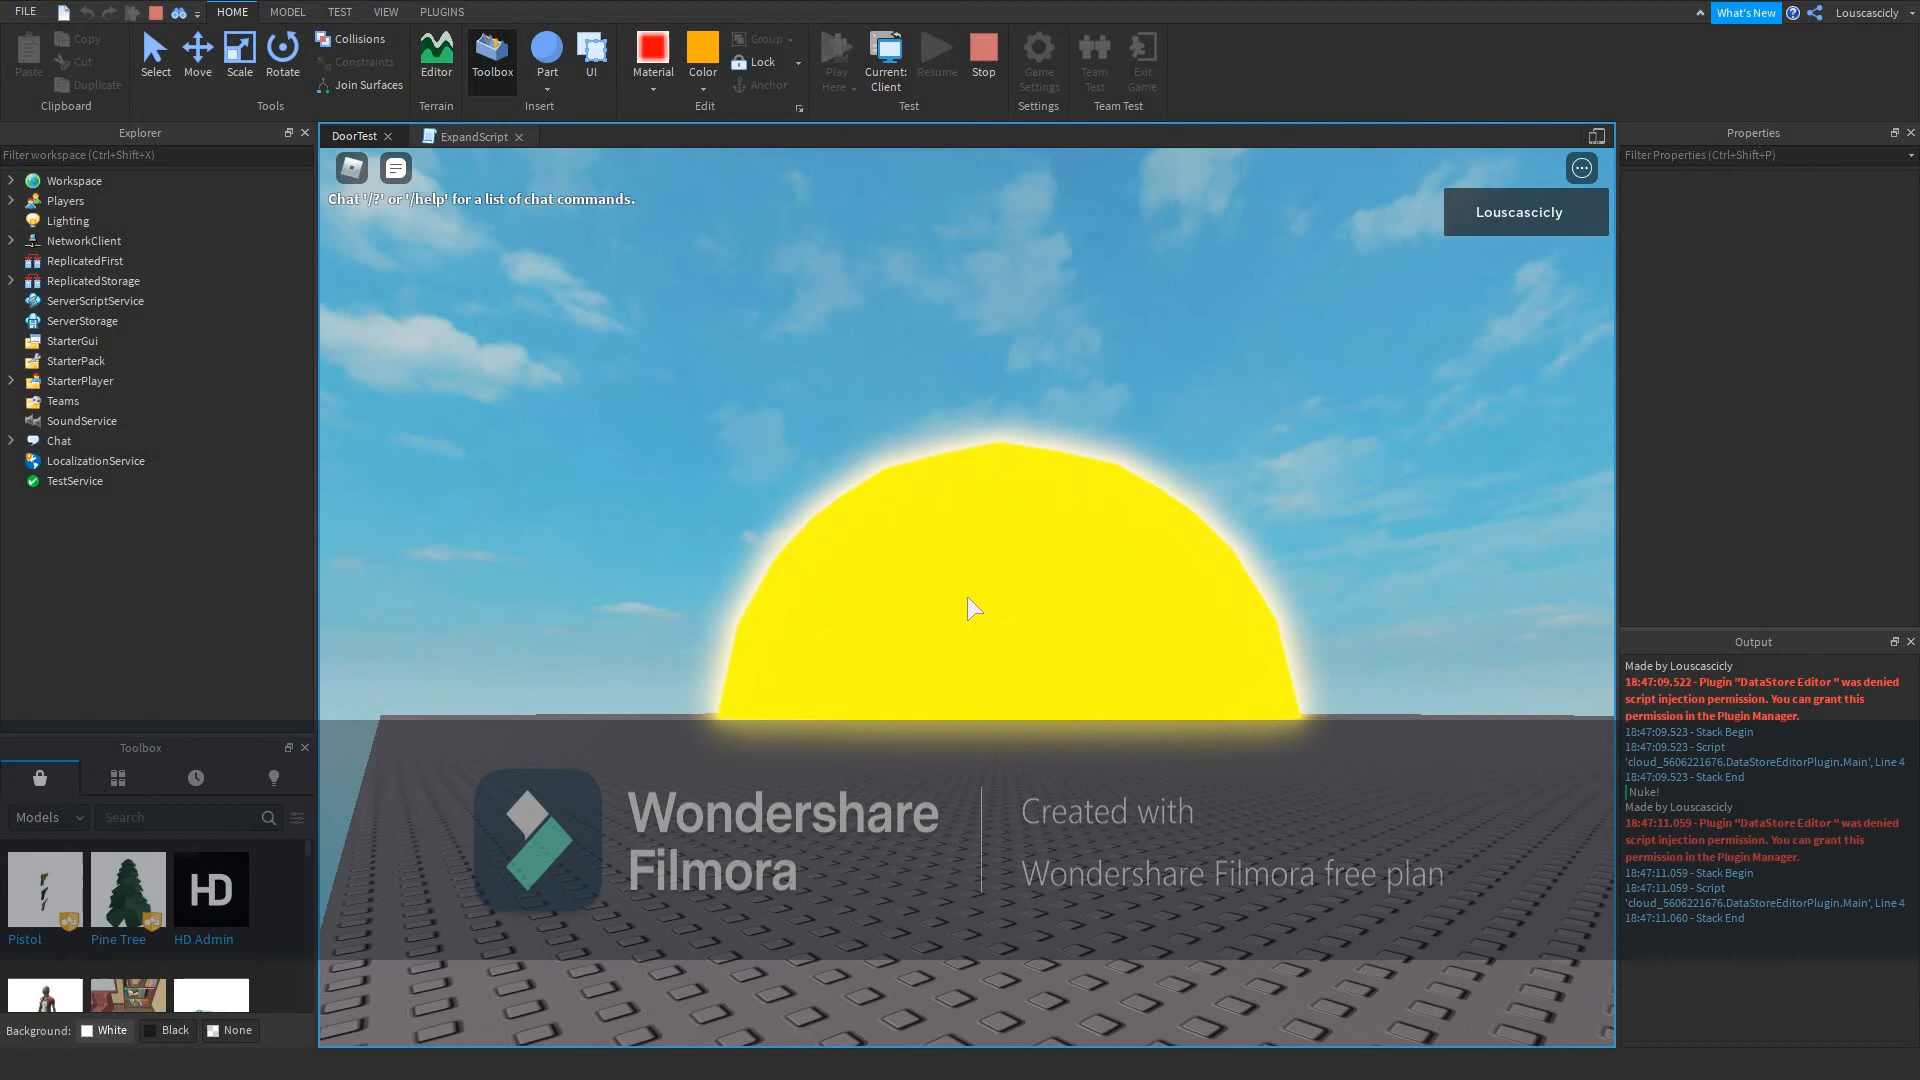 FILE HOME MODEL TEST VIEW PLUGINS What's New Louscascicly
Paste Copy Cut Duplicate Clipboard
Select Move Scale Rotate Collisions Constraints Join Surfaces Tools
Editor Terrain
Toolbox Part UI Insert
Material Color Group Lock Anchor Edit
Play Here Current: Client Resume Stop Test
Game Settings Settings
Team Test Exit Game Team Test
Explorer
Filter workspace (Ctrl+Shift+X)
Workspace
Players
Lighting
NetworkClient
ReplicatedFirst
ReplicatedStorage
ServerScriptService
ServerStorage
StarterGui
StarterPack
StarterPlayer
Teams
SoundService
Chat
LocalizationService
TestService
DoorTest ExpandScript
Chat '/?' or '/help' for a list of chat commands.
Louscascicly
Wondershare
Filmora
Created with
Wondershare Filmora free plan
Toolbox
Models Search
Pistol Pine Tree HD Admin
HD
Background: White Black None
Properties
Filter Properties (Ctrl+Shift+P)
Output
Made by Louscascicly
18:47:09.522 - Plugin "DataStore Editor " was denied
script injection permission. You can grant this
permission in the Plugin Manager.
18:47:09.523 - Stack Begin
18:47:09.523 - Script
'cloud_5606221676.DataStoreEditorPlugin.Main', Line 4
18:47:09.523 - Stack End
Nuke!
Made by Louscascicly
18:47:11.059 - Plugin "DataStore Editor " was denied
script injection permission. You can grant this
permission in the Plugin Manager.
18:47:11.059 - Stack Begin
18:47:11.059 - Script
'cloud_5606221676.DataStoreEditorPlugin.Main', Line 4
18:47:11.060 - Stack End